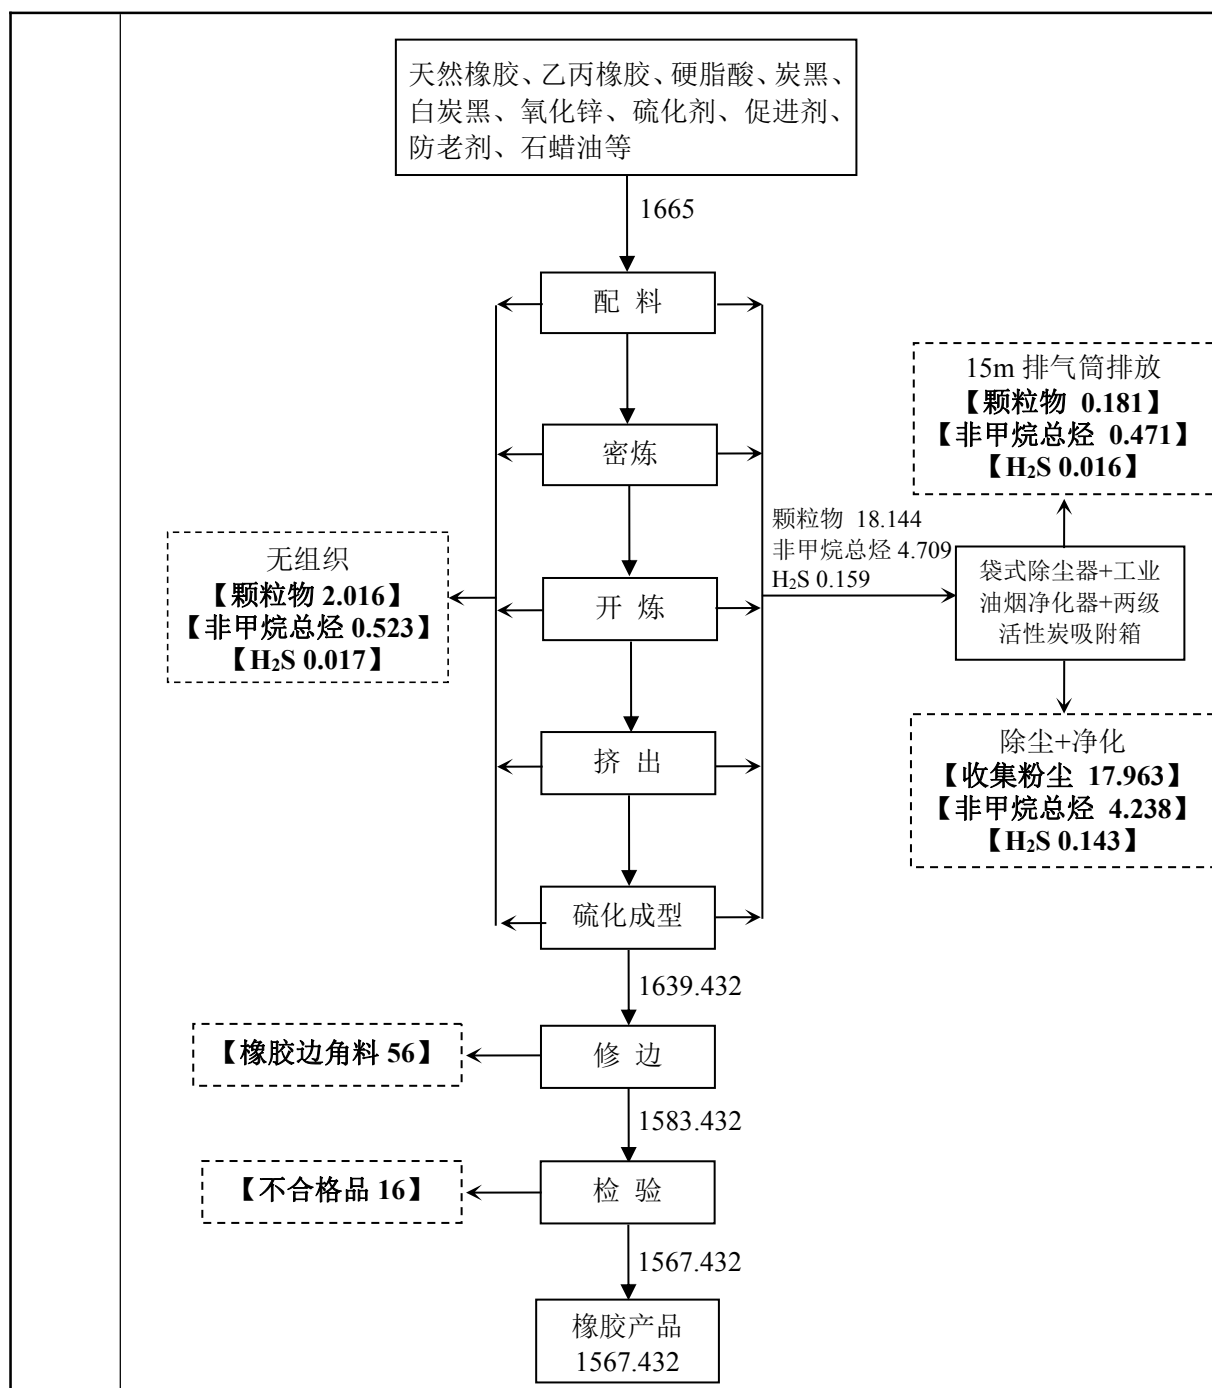 天然橡胶、乙丙橡胶、硬脂酸、炭黑、
白炭黑、氧化锌、硫化剂、促进剂、
防老剂、石蜡油等
1665
配 料
密炼
开 炼
挤 出
硫化成型
无组织
【颗粒物 2.016】
【非甲烷总烃 0.523】
【H₂S 0.017】
颗粒物 18.144
非甲烷总烃 4.709
H₂S 0.159
15m 排气筒排放
【颗粒物 0.181】
【非甲烷总烃 0.471】
【H₂S 0.016】
袋式除尘器+工业
油烟净化器+两级
活性炭吸附箱
除尘+净化
【收集粉尘 17.963】
【非甲烷总烃 4.238】
【H₂S 0.143】
1639.432
【橡胶边角料 56】
修 边
1583.432
【不合格品 16】
检 验
1567.432
橡胶产品
1567.432